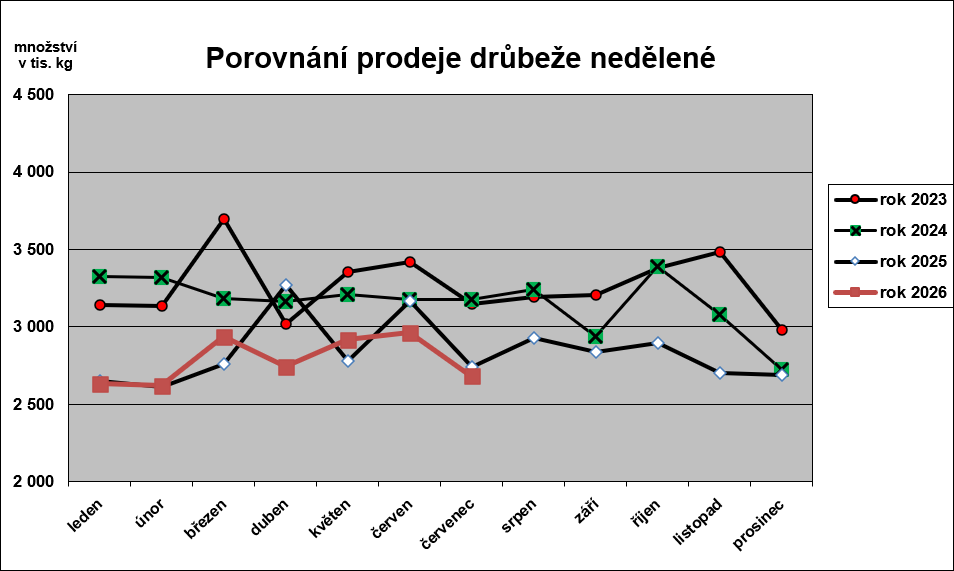 množství
v tis. kg
Porovnání prodeje drůbeže nedělené
4 500
4 000
3 500
3 000
2 500
2 000
leden
únor
březen
duben
květen
červen
červenec
srpen
září
říjen
listopad
prosinec
rok 2023
rok 2024
rok 2025
rok 2026